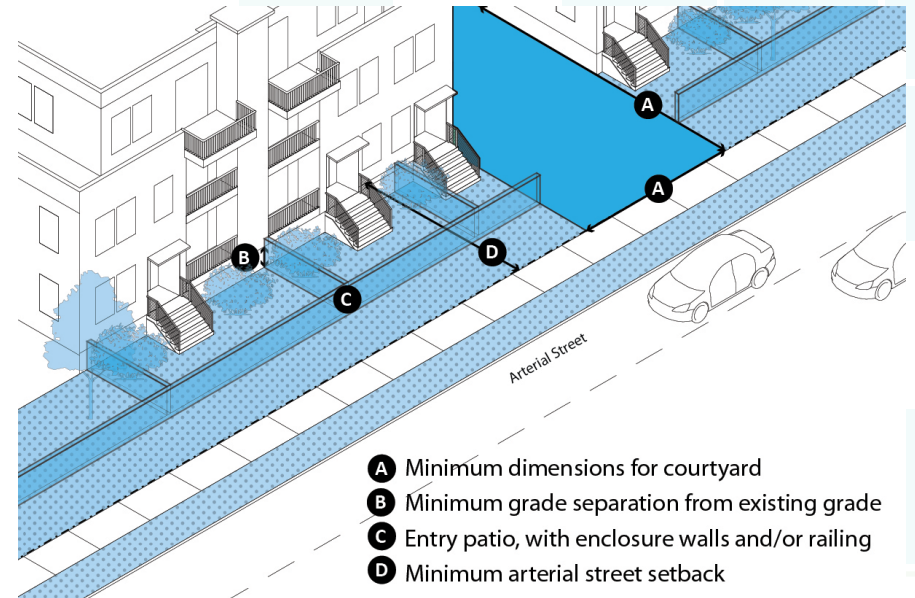 A
A
B
D
C
Arterial Street
A Minimum dimensions for courtyard
B Minimum grade separation from existing grade
C Entry patio, with enclosure walls and/or railing
D Minimum arterial street setback